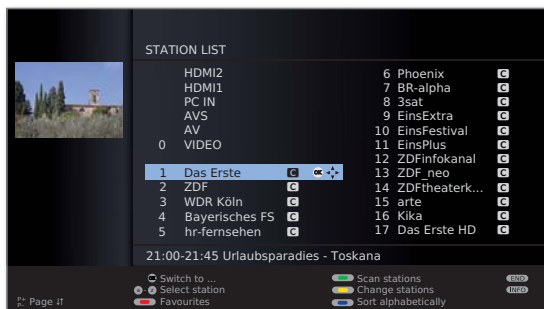 STATION LIST
HDMI2
HDMI1
PC IN
AVS
AV
0 VIDEO
1 Das Erste C OK
2 ZDF C
3 WDR Köln C
4 Bayerisches FS C
5 hr-fernsehen C
6 Phoenix C
7 BR-alpha C
8 3sat C
9 EinsExtra C
10 EinsFestival C
11 EinsPlus C
12 ZDFinfokanal C
13 ZDF_neo C
14 ZDFtheaterk... C
15 arte C
16 Kika C
17 Das Erste HD C
21:00-21:45 Urlaubsparadies - Toskana
OK Switch to ...
Select station
Favourites
P+ P- Page
Scan stations END
Change stations INFO
Sort alphabetically